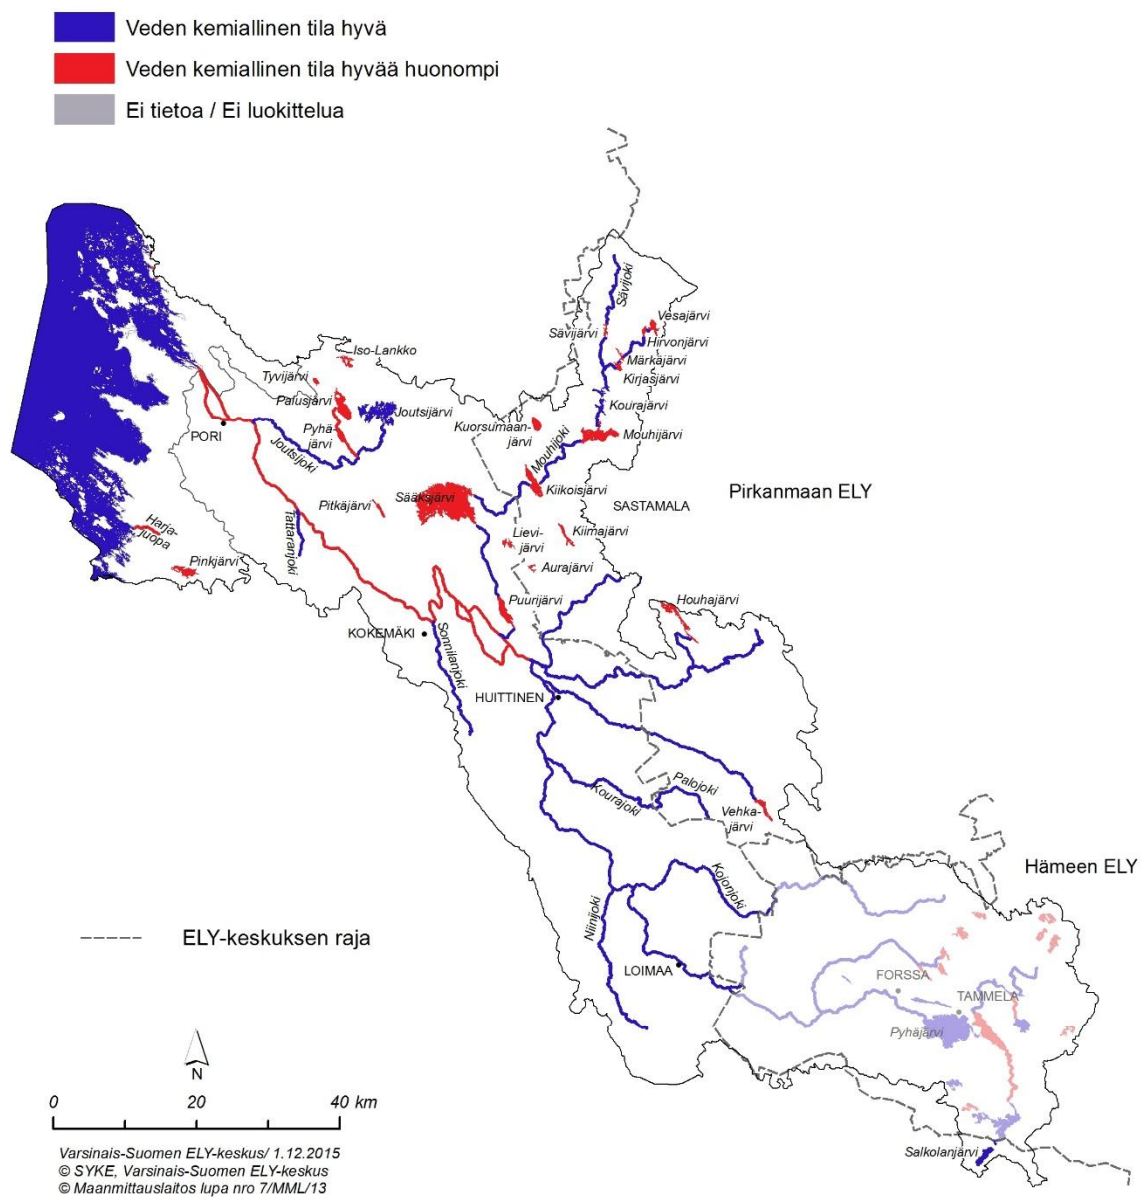 Veden kemiallinen tila hyvä
Veden kemiallinen tila hyvää huonompi
Ei tietoa / Ei luokittelua
Sävijoki
Vesajärvi
Sävijärvi
Hirvonjärvi
Märkäjärvi
Kirjasjärvi
Kourajärvi
Iso-Lankko
Tyvijärvi
Palusjärvi
Joutsijärvi
Pyhä-
järvi
PORI
Joutsijoki
Kuorsumaan-
järvi
Mouhijoki
Mouhijärvi
Kiikoisjärvi
Pirkanmaan ELY
SASTAMALA
Sääksjärvi
Pitkäjärvi
Harja-
juopa
Tattaranjoki
Lievi-
järvi
Kiimajärvi
Aurajärvi
Pinkjärvi
Puurijärvi
Houhajärvi
KOKEMÄKI
Sonnilanjoki
HUITTINEN
Kourajoki
Palojoki
Vehka-
järvi
Hämeen ELY
Kojonjoki
Niinijoki
ELY-keskuksen raja
LOIMAA
FORSSA
TAMMELA
Pyhäjärvi
N
0 20 40 km
Salkolanjärvi
Varsinais-Suomen ELY-keskus/ 1.12.2015
© SYKE, Varsinais-Suomen ELY-keskus
© Maanmittauslaitos lupa nro 7/MML/13